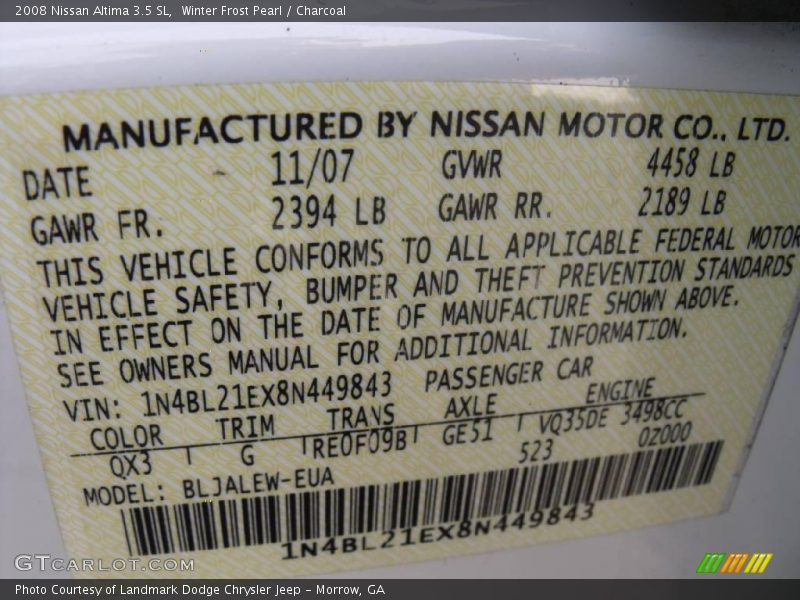 2008 Nissan Altima 3.5 SL, Winter Frost Pearl / Charcoal
MANUFACTURED BY NISSAN MOTOR CO., LTD.
DATE 11/07 GVWR 4458 LB
GAWR FR. 2394 LB GAWR RR. 2189 LB
THIS VEHICLE CONFORMS TO ALL APPLICABLE FEDERAL MOTOR
VEHICLE SAFETY, BUMPER AND THEFT PREVENTION STANDARDS
IN EFFECT ON THE DATE OF MANUFACTURE SHOWN ABOVE.
SEE OWNERS MANUAL FOR ADDITIONAL INFORMATION.
VIN: 1N4BL21EX8N449843 PASSENGER CAR
COLOR TRIM TRANS AXLE ENGINE
QX3 G RE0F09B GE51 VQ35DE 3498CC
MODEL: BLJALEW-EUA 523 0Z000
1N4BL21EX8N449843
GTCARLOT.COM
Photo Courtesy of Landmark Dodge Chrysler Jeep - Morrow, GA